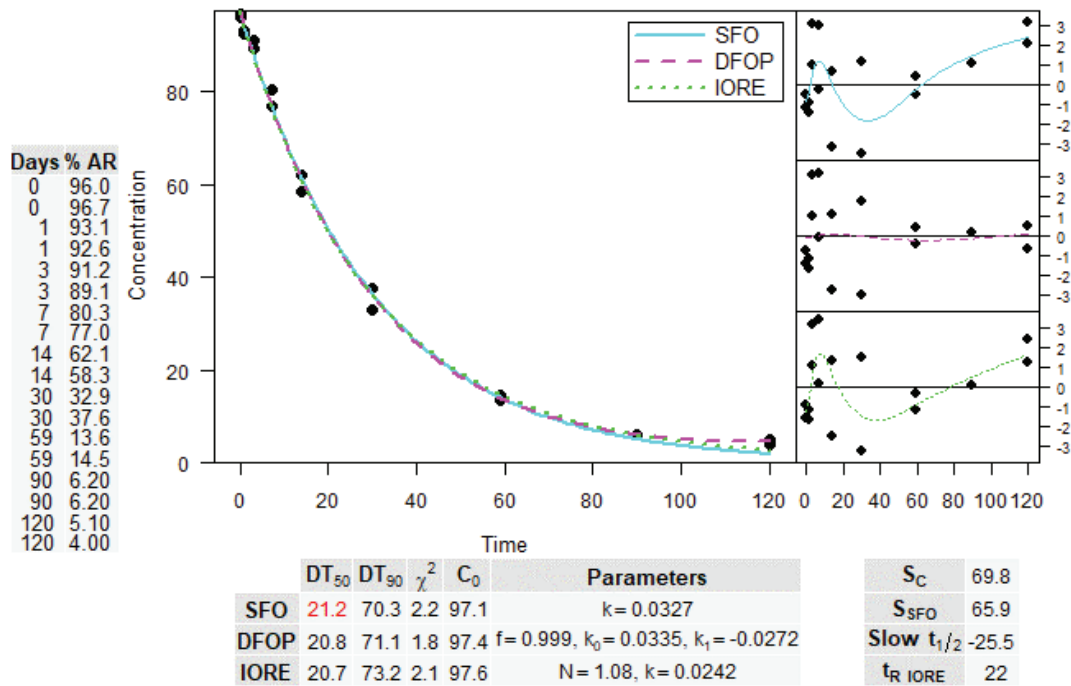 SFO
DFOP
IORE
Concentration
80
60
40
20
0
0 20 40 60 80 100 120
Time
3
2
1
0
-1
-2
-3
3
2
1
0
-1
-2
-3
3
2
1
0
-1
-2
-3
0 20 40 60 80 100 120
Days % AR
0 96.0
0 96.7
1 93.1
1 92.6
3 91.2
3 89.1
7 80.3
7 77.0
14 62.1
14 58.3
30 32.9
30 37.6
59 13.6
59 14.5
90 6.20
90 6.20
120 5.10
120 4.00
DT₅₀ DT₉₀ χ² C₀ Parameters
SFO 21.2 70.3 2.2 97.1 k= 0.0327
DFOP 20.8 71.1 1.8 97.4 f= 0.999, k₀= 0.0335, k₁= -0.0272
IORE 20.7 73.2 2.1 97.6 N= 1.08, k= 0.0242
S_C 69.8
S_SFO 65.9
Slow t_1/2 -25.5
t_R IORE 22